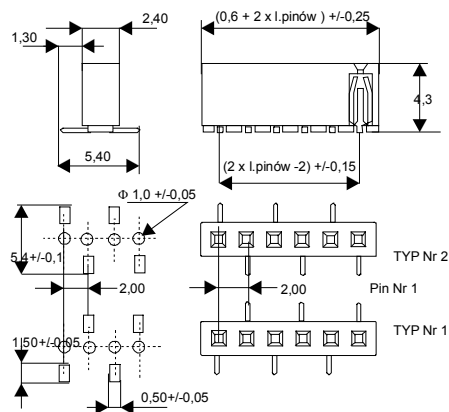 2,40
(0,6 + 2 x l.pinów ) +/-0,25
1,30
4,3
5,40
(2 x l.pinów -2) +/-0,15
Φ 1,0 +/-0,05
5,4+/-0,1
TYP Nr 2
2,00
2,00
Pin Nr 1
TYP Nr 1
1,50+/-0,05
0,50+/-0,05